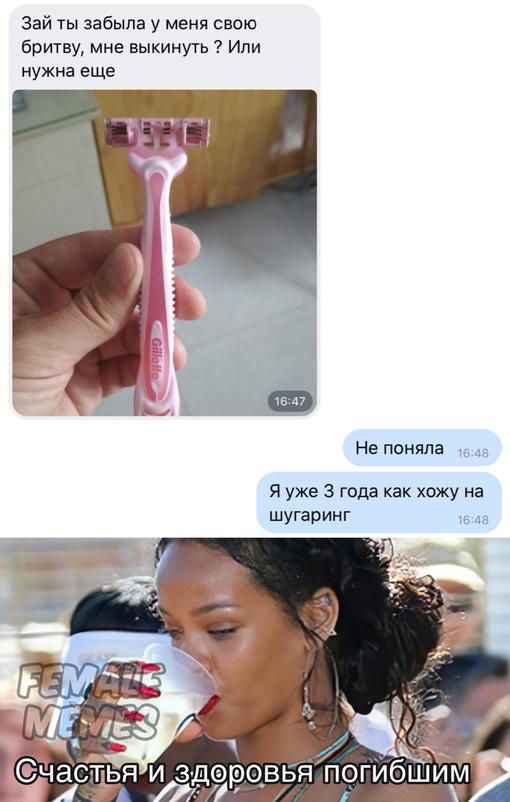 Зай ты забыла у меня свою
бритву, мне выкинуть ? Или
нужна еще
Gillette
16:47
Не поняла 16:48
Я уже 3 года как хожу на
шугаринг 16:48
FEMALE
MEMES
Счастья и здоровья погибшим